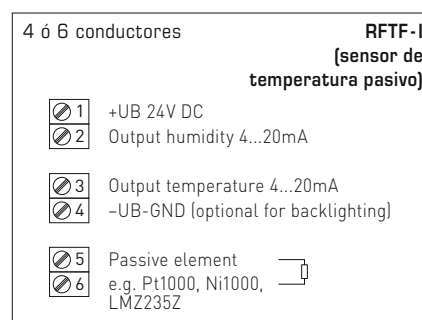 4 ó 6 conductores RFTF-I
(sensor de
temperatura pasivo)
1 +UB 24V DC
2 Output humidity 4...20mA
3 Output temperature 4...20mA
4 –UB-GND (optional for backlighting)
5 Passive element
6 e.g. Pt1000, Ni1000,
LMZ235Z